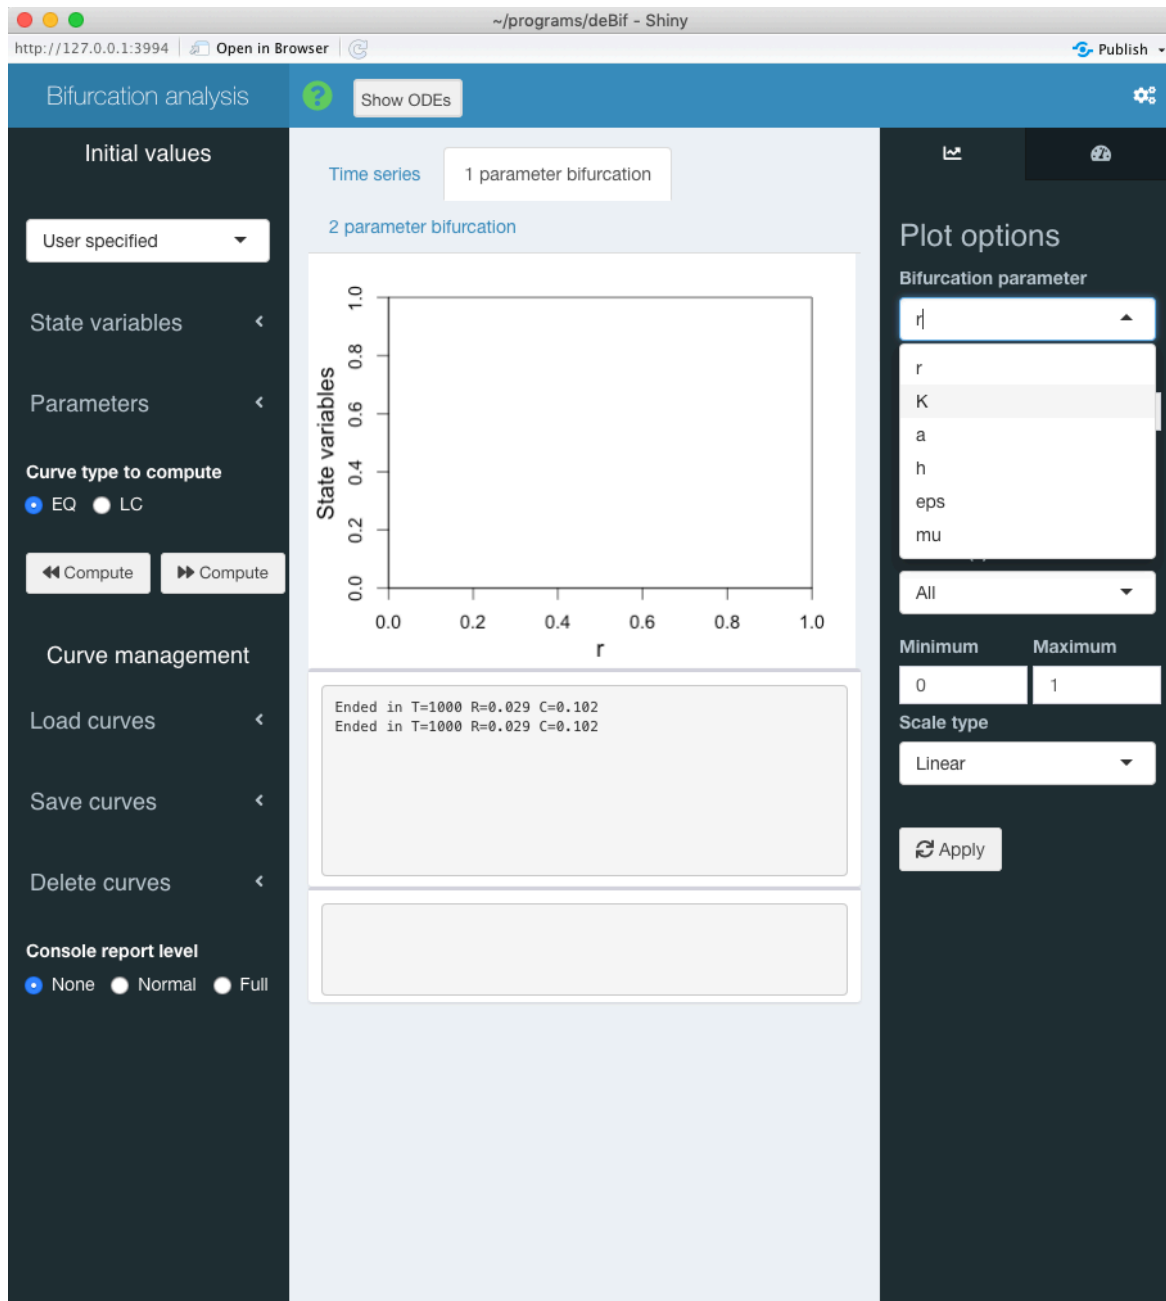 ~/programs/deBif - Shiny
http://127.0.0.1:3994 Open in Browser Publish
Bifurcation analysis
? Show ODEs
Initial values
User specified
State variables
Parameters
Curve type to compute
EQ LC
Compute Compute
Curve management
Load curves
Save curves
Delete curves
Console report level
None Normal Full
Time series 1 parameter bifurcation
2 parameter bifurcation
State variables
1.0
0.8
0.6
0.4
0.2
0.0
0.0 0.2 0.4 0.6 0.8 1.0
r
Ended in T=1000 R=0.029 C=0.102
Ended in T=1000 R=0.029 C=0.102
Plot options
Bifurcation parameter
r
r
K
a
h
eps
mu
All
Minimum Maximum
0 1
Scale type
Linear
Apply